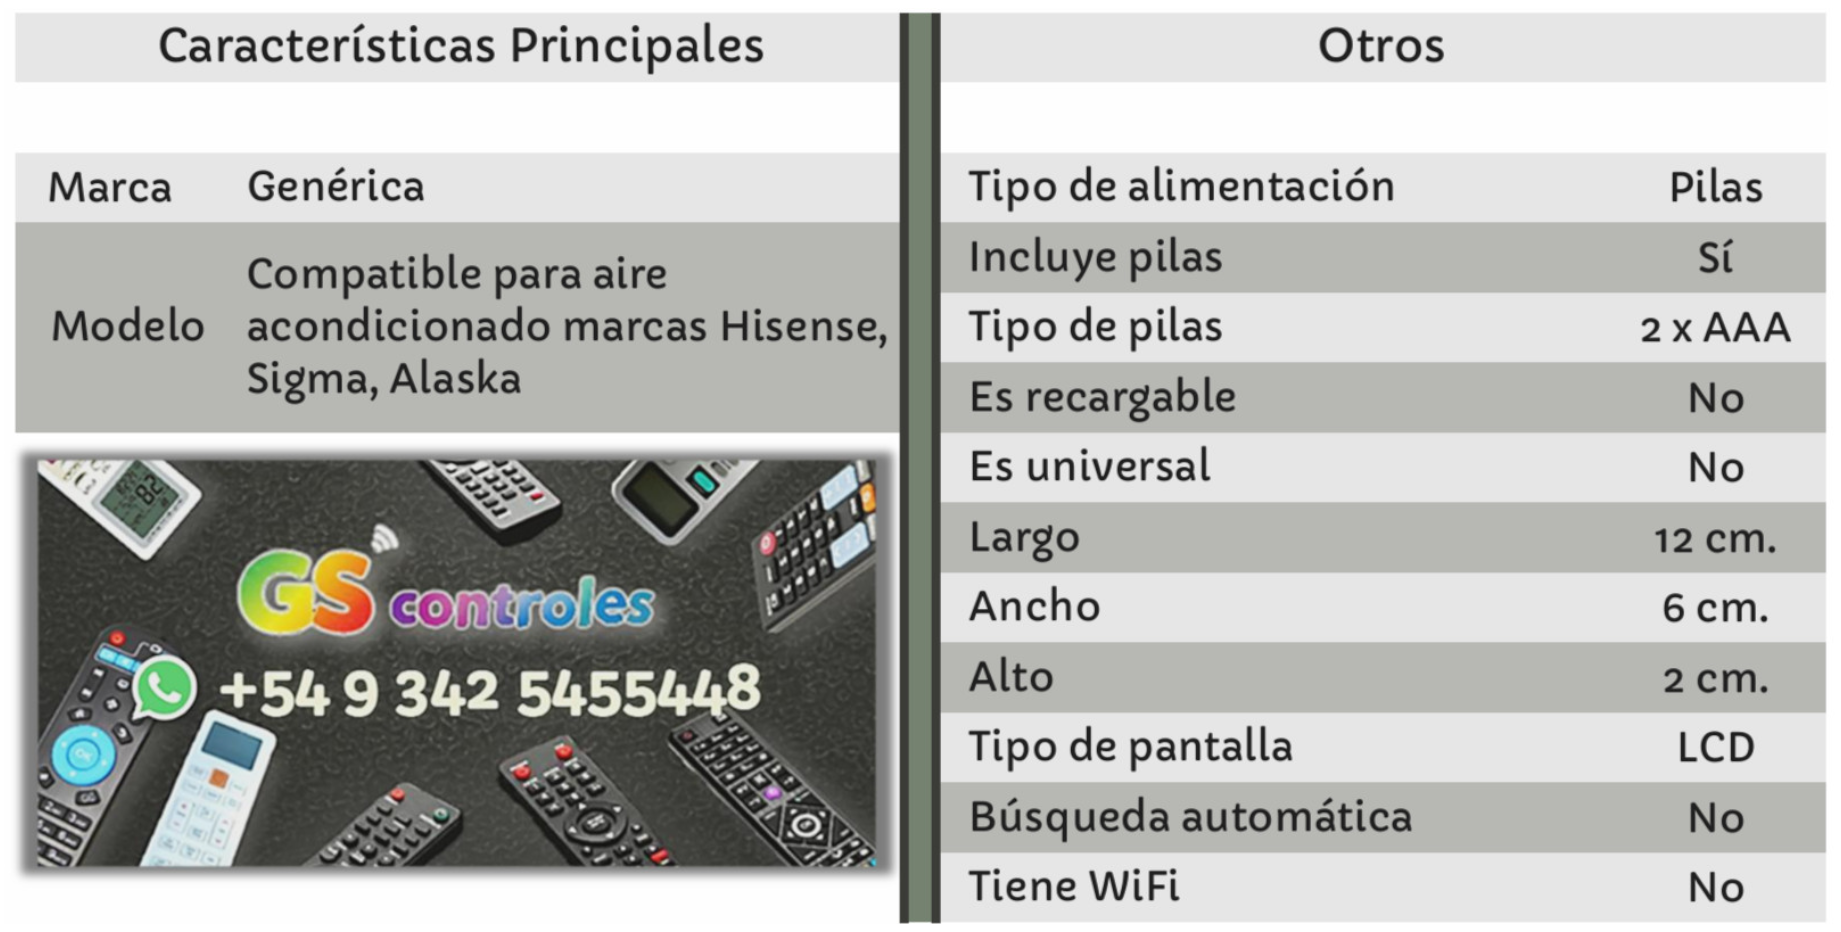 Características Principales
Marca Genérica
Modelo Compatible para aire
acondicionado marcas Hisense,
Sigma, Alaska
GS controles
+54 9 342 5455448
Otros
Tipo de alimentación Pilas
Incluye pilas Sí
Tipo de pilas 2 x AAA
Es recargable No
Es universal No
Largo 12 cm.
Ancho 6 cm.
Alto 2 cm.
Tipo de pantalla LCD
Búsqueda automática No
Tiene WiFi No